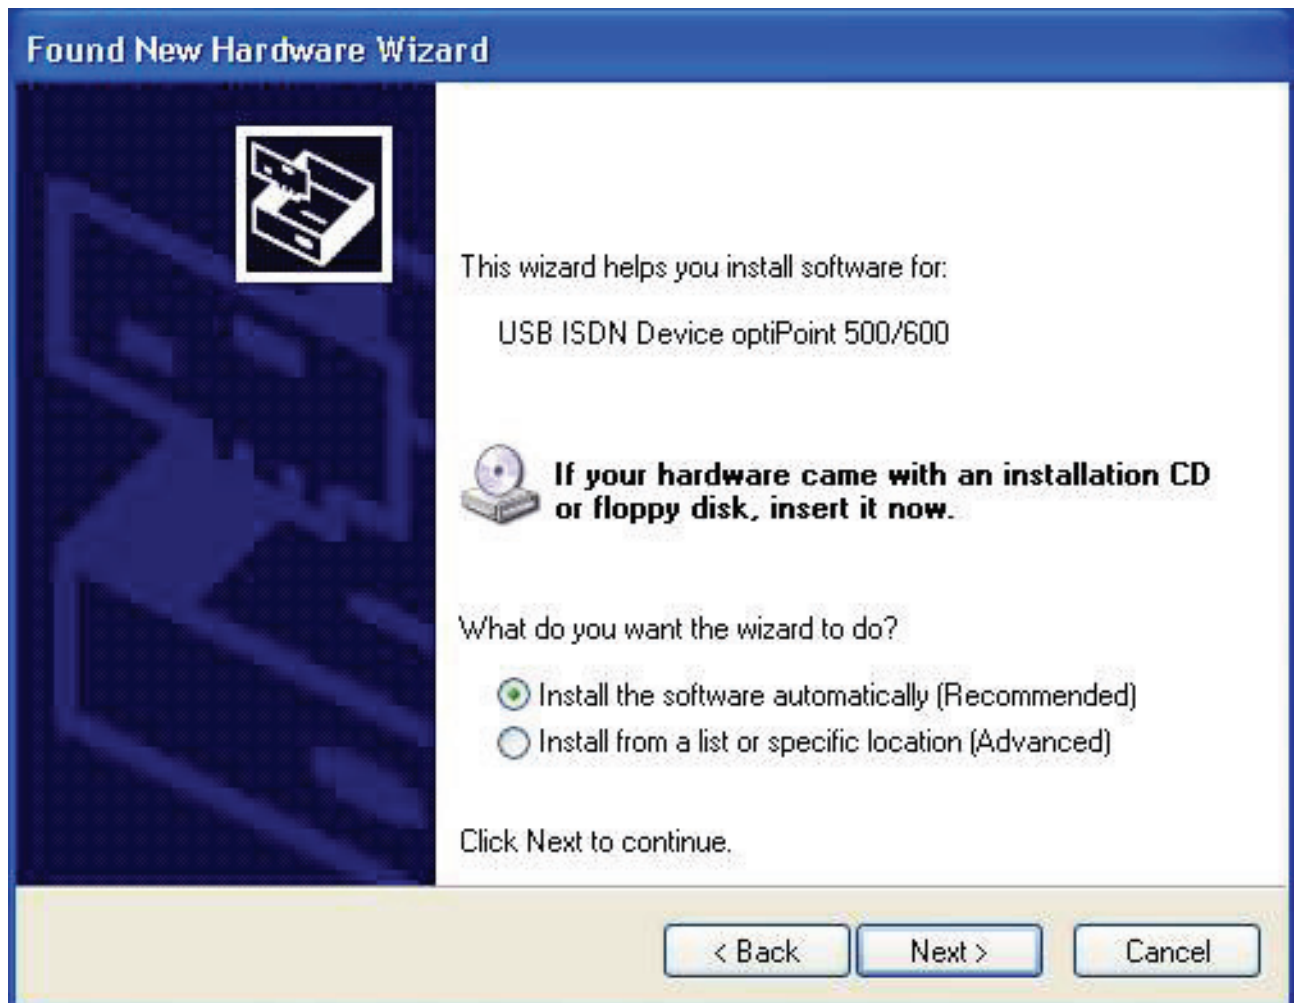 Found New Hardware Wizard
This wizard helps you install software for:
USB ISDN Device optiPoint 500/600
If your hardware came with an installation CD
or floppy disk, insert it now.
What do you want the wizard to do?
Install the software automatically (Recommended)
Install from a list or specific location (Advanced)
Click Next to continue.
< Back Next > Cancel